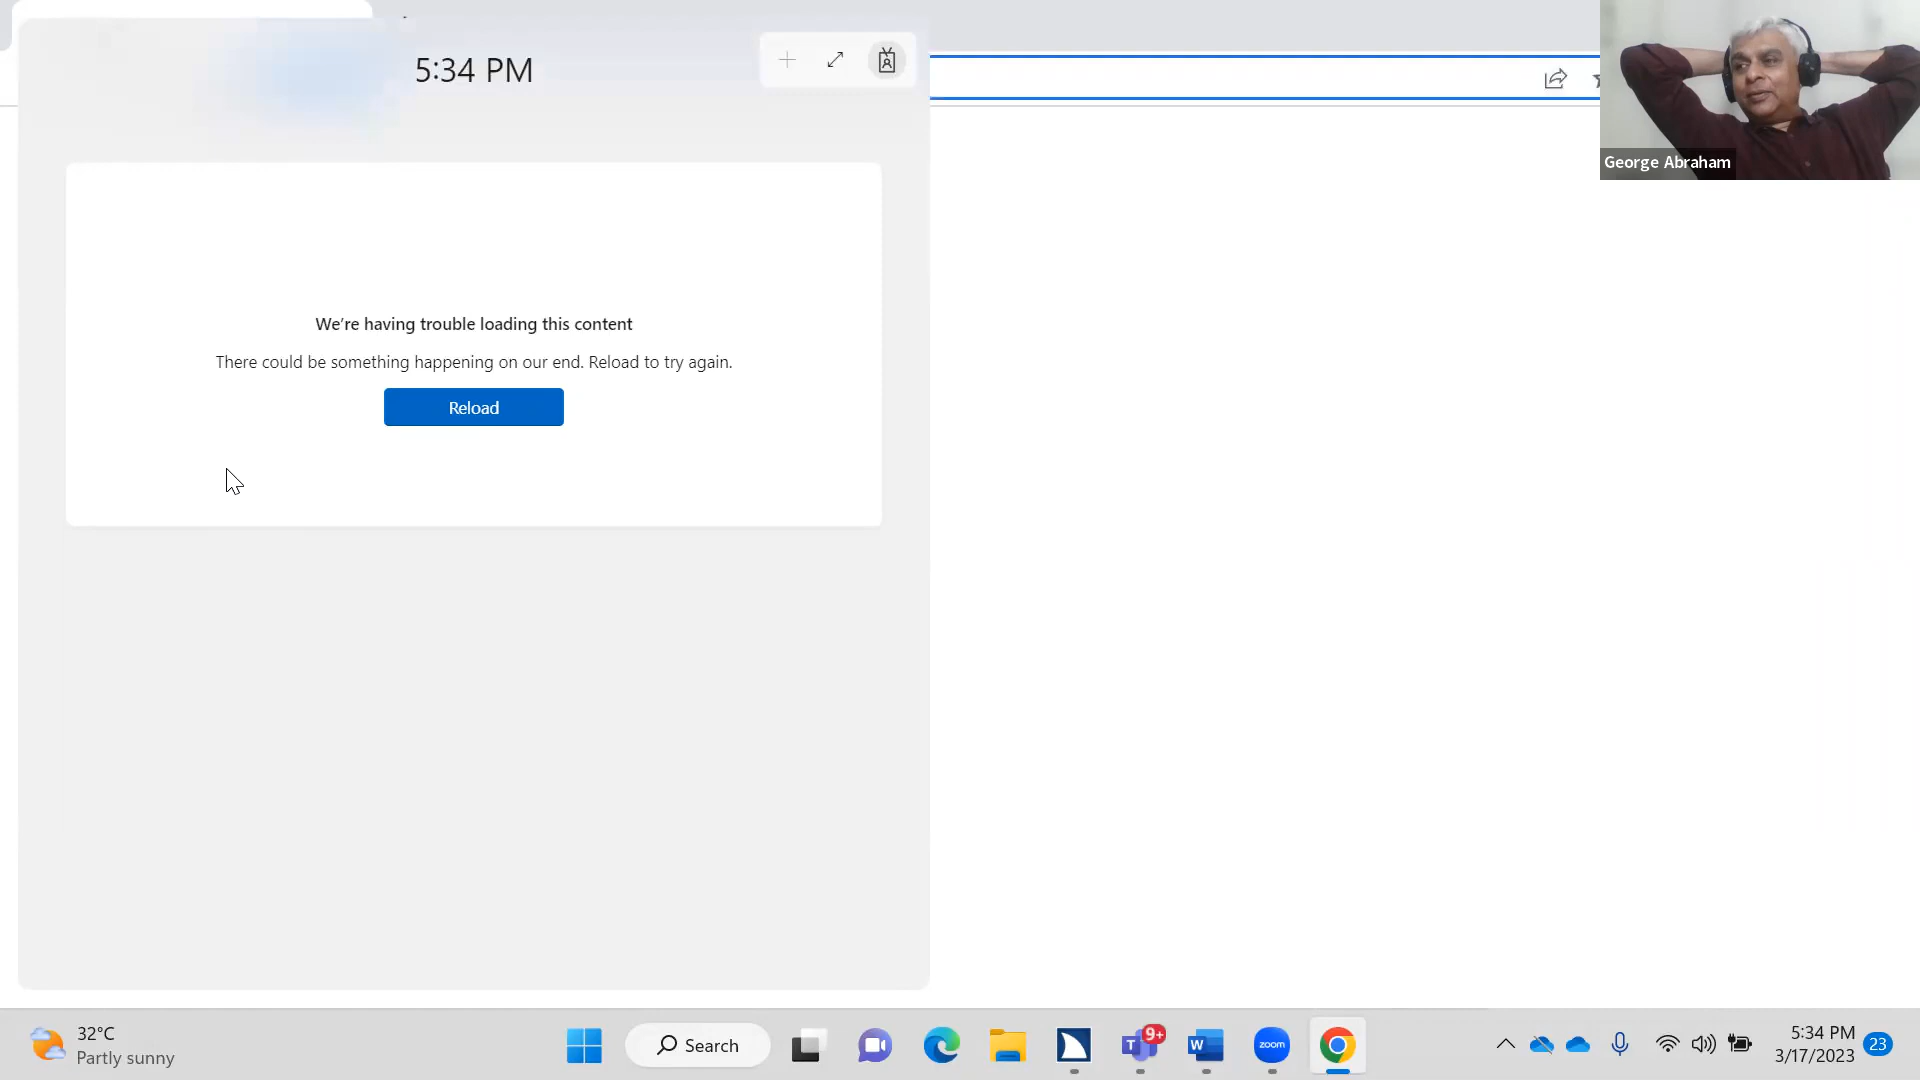 5:34 PM
George Abraham
We're having trouble loading this content
There could be something happening on our end. Reload to try again.
Reload
32°C
Partly sunny
Search
T
9+
W
zoom
5:34 PM
3/17/2023
23